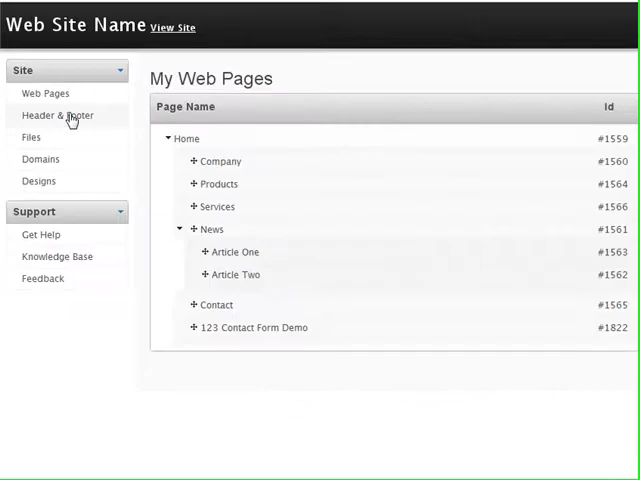 Web Site Name View Site
Site
Web Pages
Header & Footer
Files
Domains
Designs
Support
Get Help
Knowledge Base
Feedback
My Web Pages
Page Name Id
Home #1559
Company #1560
Products #1564
Services #1566
News #1561
Article One #1563
Article Two #1562
Contact #1565
123 Contact Form Demo #1822